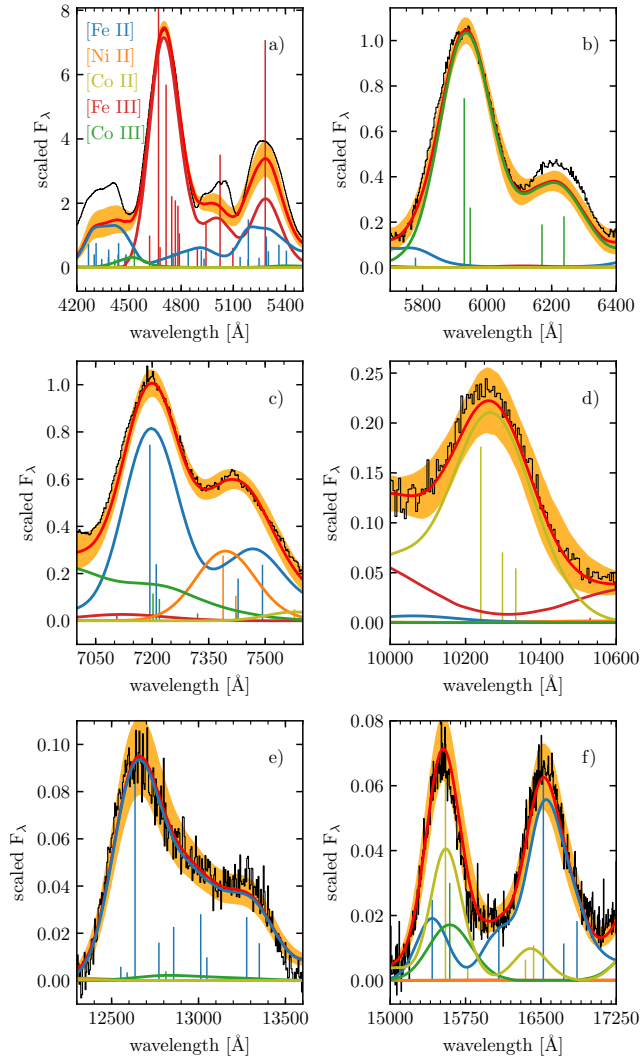 a)
[Fe II]
[Ni II]
[Co II]
[Fe III]
[Co III]
scaled F_λ
8
6
4
2
0
4200 4500 4800 5100 5400
wavelength [Å]
b)
scaled F_λ
1.0
0.8
0.6
0.4
0.2
0.0
5800 6000 6200 6400
wavelength [Å]
c)
scaled F_λ
1.0
0.8
0.6
0.4
0.2
0.0
7050 7200 7350 7500
wavelength [Å]
d)
scaled F_λ
0.25
0.20
0.15
0.10
0.05
0.00
10000 10200 10400 10600
wavelength [Å]
e)
scaled F_λ
0.10
0.08
0.06
0.04
0.02
0.00
12500 13000 13500
wavelength [Å]
f)
scaled F_λ
0.08
0.06
0.04
0.02
0.00
15000 15750 16500 17250
wavelength [Å]